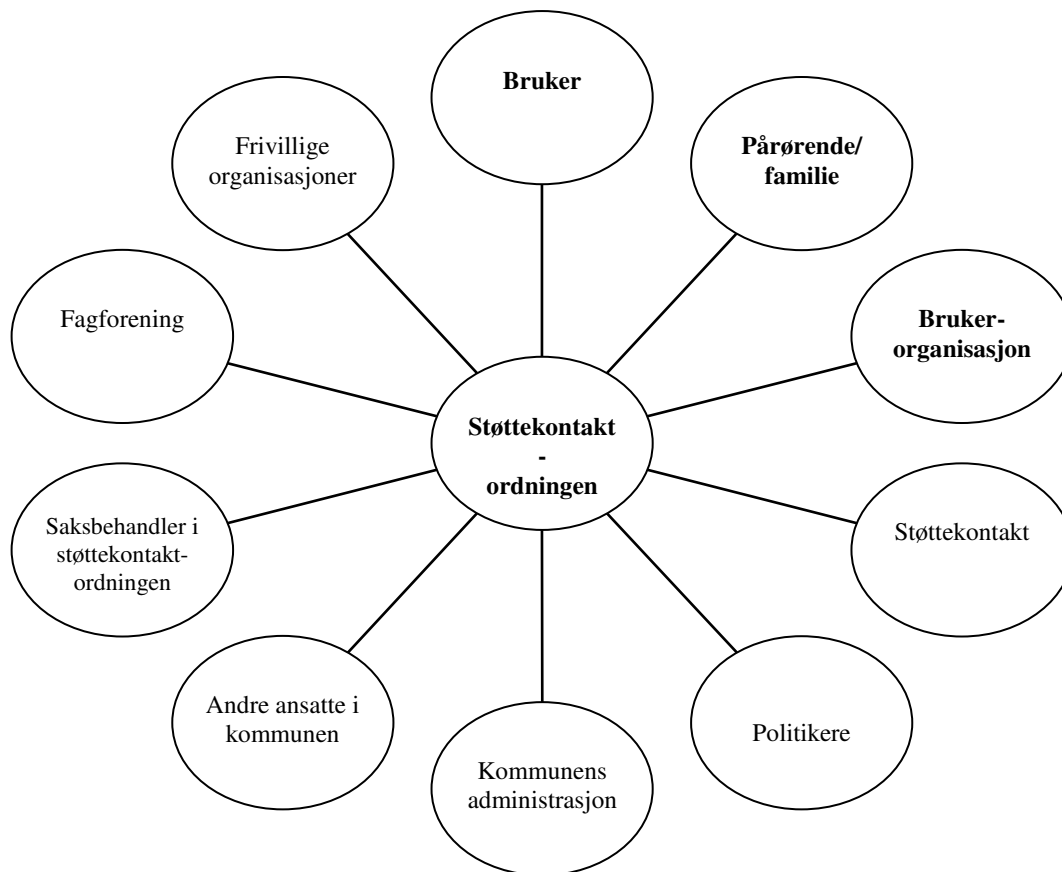 Bruker
Frivillige
organisasjoner
Pårørende/
familie
Fagforening
Bruker-
organisasjon
Støttekontakt
-
ordningen
Saksbehandler i
støttekontakt-
ordningen
Støttekontakt
Andre ansatte i
kommunen
Politikere
Kommunens
administrasjon